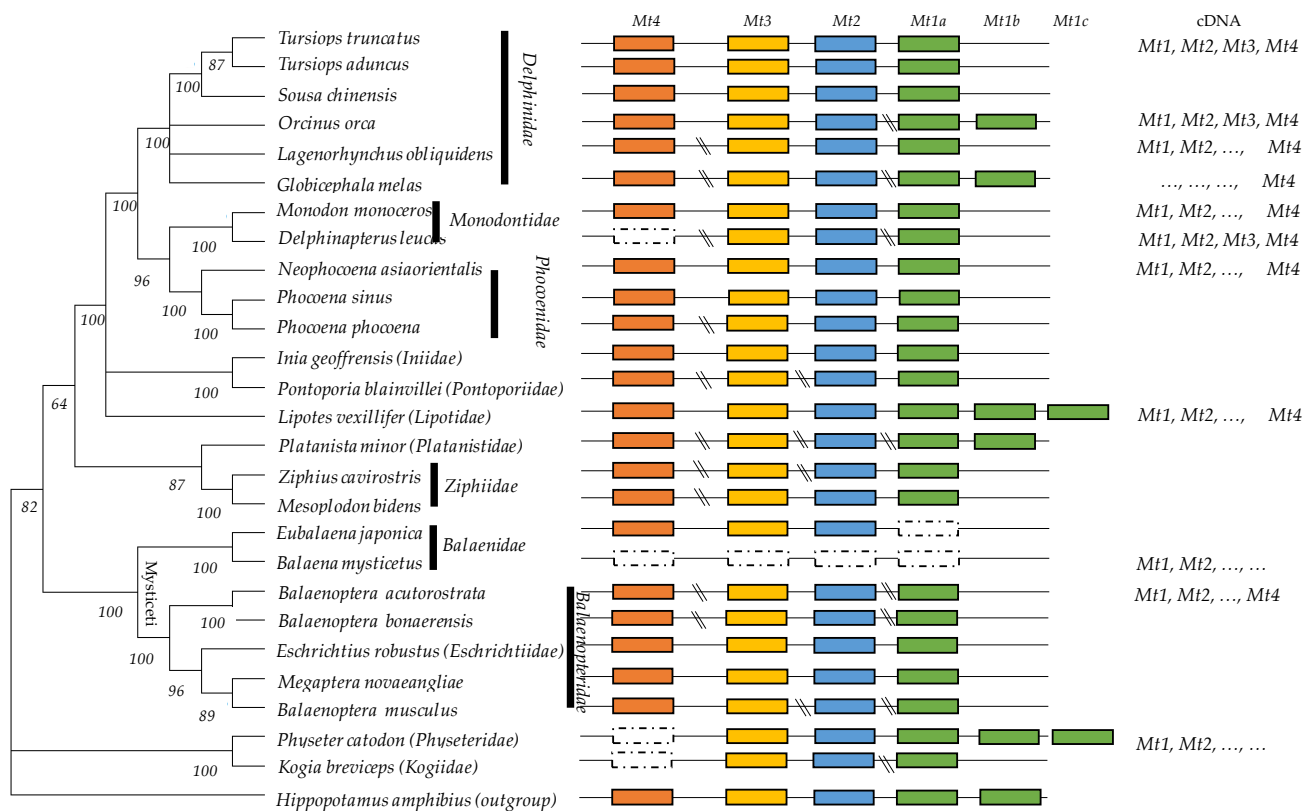 Mt4 Mt3 Mt2 Mt1a Mt1b Mt1c cDNA
Tursiops truncatus Mt1, Mt2, Mt3, Mt4
87
Tursiops aduncus
100
Sousa chinensis
Delphinidae
Orcinus orca Mt1, Mt2, Mt3, Mt4
100
Lagenorhynchus obliquidens Mt1, Mt2, …, Mt4
Globicephala melas …, …, …, Mt4
100
Monodon monoceros Mt1, Mt2, …, Mt4
Monodontidae
100
Delphinapterus leucas Mt1, Mt2, Mt3, Mt4
96
Neophocoena asiaorientalis Mt1, Mt2, …, Mt4
Phocoenidae
100
Phocoena sinus
100
Phocoena phocoena
100
Inia geoffrensis (Iniidae)
100
Pontoporia blainvillei (Pontoporiidae)
64
Lipotes vexillifer (Lipotidae) Mt1, Mt2, …, Mt4
Platanista minor (Platanistidae)
87
Ziphius cavirostris
Ziphiidae
82
100
Mesoplodon bidens
Eubalaena japonica
Balaenidae
100
Balaena mysticetus Mt1, Mt2, …, …
Mysticeti
100
Balaenoptera acutorostrata Mt1, Mt2, …, Mt4
100
Balaenoptera bonaerensis
Balaenopteridae
100
Eschrichtius robustus (Eschrichtiidae)
96
Megaptera novaeangliae
89
Balaenoptera musculus
Physeter catodon (Physeteridae) Mt1, Mt2, …, …
100
Kogia breviceps (Kogiidae)
Hippopotamus amphibius (outgroup)